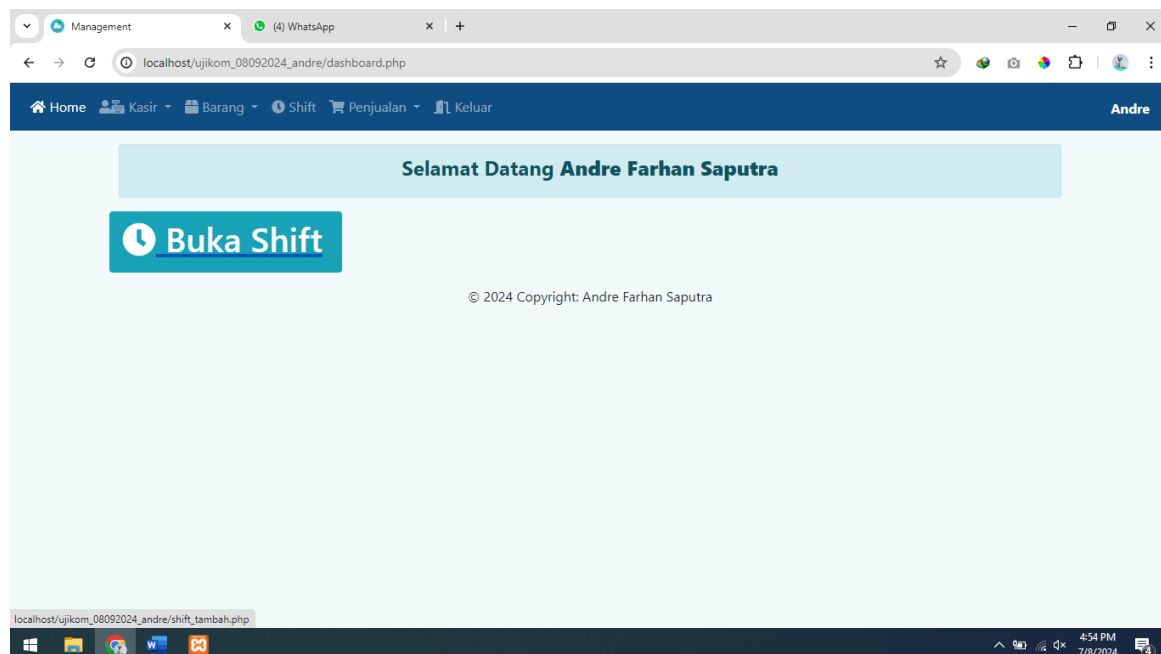 Management
(4) WhatsApp
localhost/ujikom_08092024_andre/dashboard.php
Home Kasir Barang Shift Penjualan Keluar Andre
Selamat Datang Andre Farhan Saputra
Buka Shift
© 2024 Copyright: Andre Farhan Saputra
localhost/ujikom_08092024_andre/shift_tambah.php
4:54 PM
7/8/2024
4